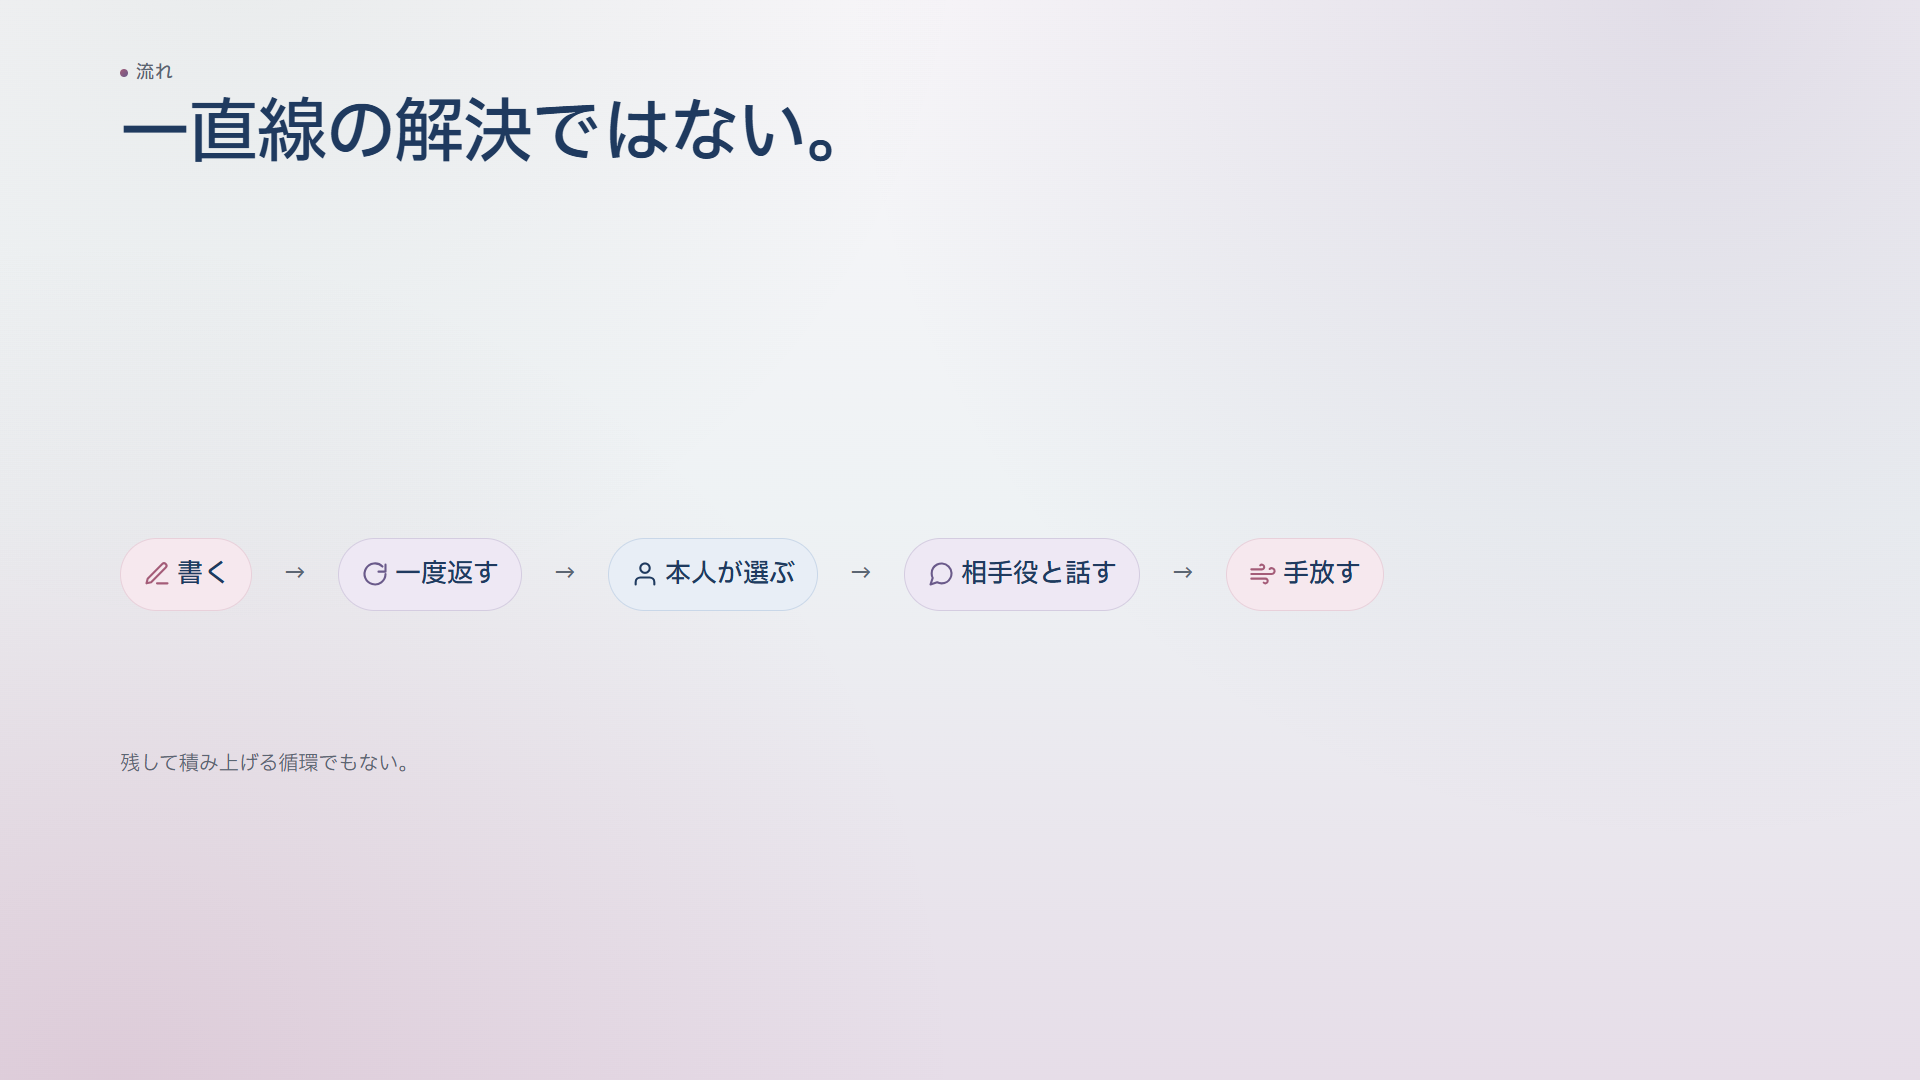 流れ
一直線の解決ではない。
書く → 一度返す → 本人が選ぶ → 相手役と話す → 手放す
残して積み上げる循環でもない。